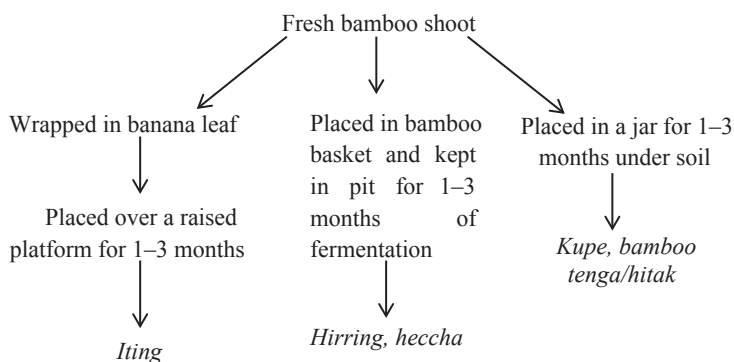 Fresh bamboo shoot
Wrapped in banana leaf
Placed over a raised
platform for 1–3 months
Iting
Placed in bamboo
basket and kept
in pit for 1–3
months of
fermentation
Hirring, heccha
Placed in a jar for 1–3
months under soil
Kupe, bamboo
tenga/hitak